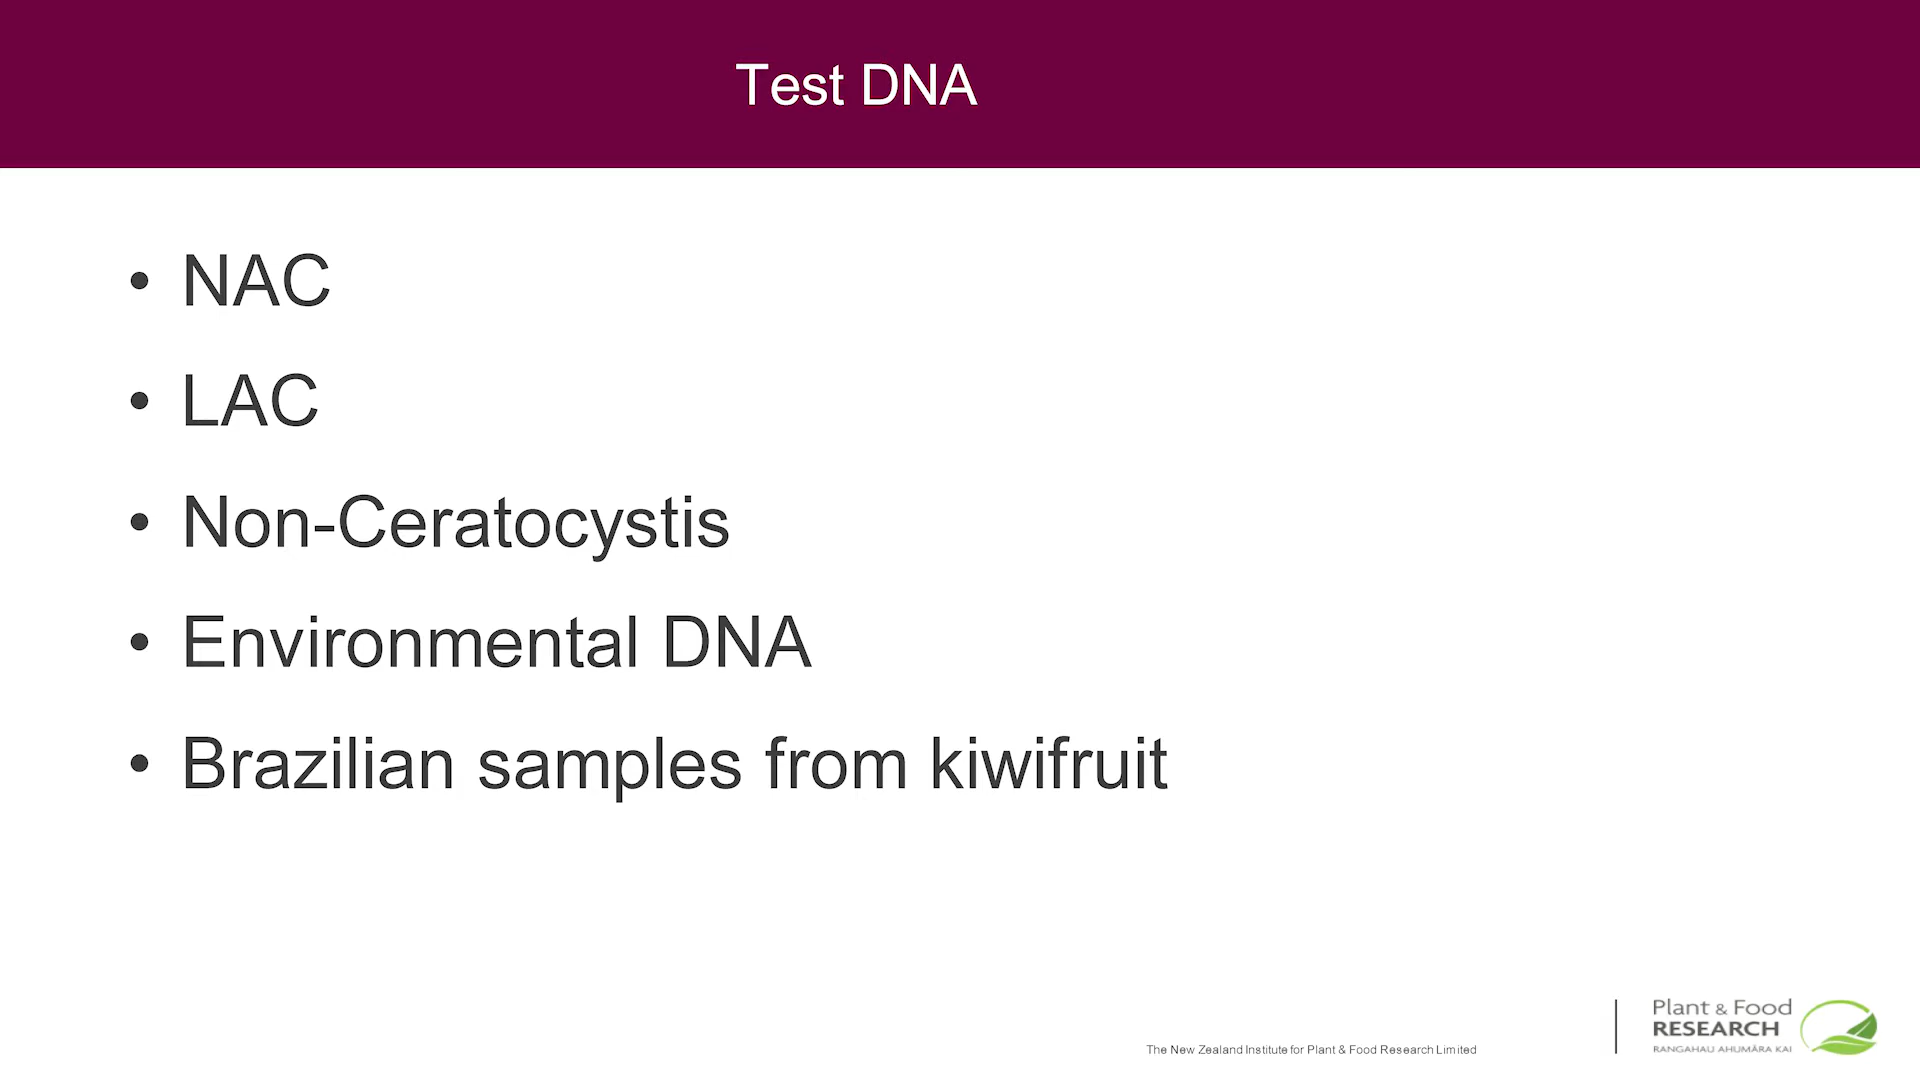 Test DNA
• NAC
• LAC
• Non-Ceratocystis
• Environmental DNA
• Brazilian samples from kiwifruit
The New Zealand Institute for Plant & Food Research Limited
Plant & Food
RESEARCH
RANGAHAU AHUMĀRA KAI